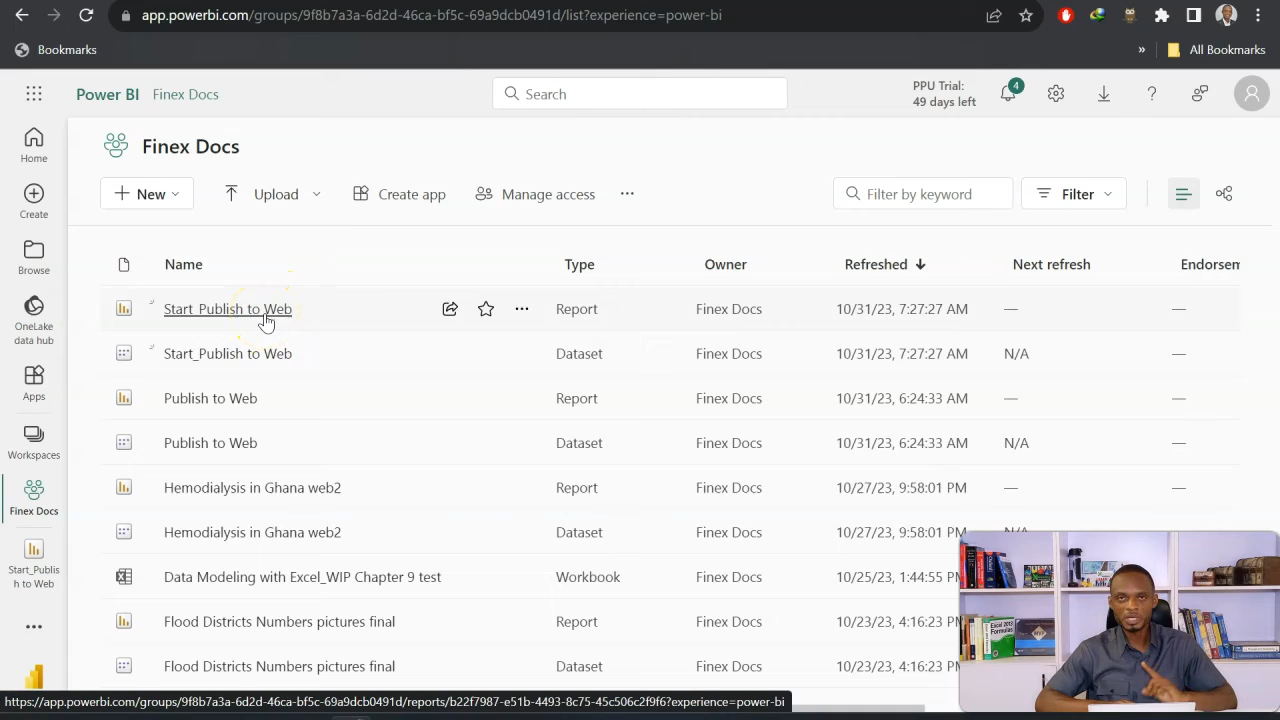 app.powerbi.com/groups/9f8b7a3a-6d2d-46ca-bf5c-69a9dcb0491d/list?experience=power-bi
Bookmarks
»
All Bookmarks
Power BI
Finex Docs
Search
PPU Trial:
49 days left
4
?
Home
Create
Browse
OneLake
data hub
Apps
Workspaces
Finex Docs
Start_Publis
h to Web
Finex Docs
New
Upload
Create app
Manage access
Filter by keyword
Filter
Name Type Owner Refreshed Next refresh Endorsem
Start_Publish to Web Report Finex Docs 10/31/23, 7:27:27 AM — —
Start_Publish to Web Dataset Finex Docs 10/31/23, 7:27:27 AM N/A —
Publish to Web Report Finex Docs 10/31/23, 6:24:33 AM — —
Publish to Web Dataset Finex Docs 10/31/23, 6:24:33 AM N/A —
Hemodialysis in Ghana web2 Report Finex Docs 10/27/23, 9:58:01 PM — —
Hemodialysis in Ghana web2 Dataset Finex Docs 10/27/23, 9:58:01 PM N/A —
Data Modeling with Excel_WIP Chapter 9 test Workbook Finex Docs 10/25/23, 1:44:55 PM
Flood Districts Numbers pictures final Report Finex Docs 10/23/23, 4:16:23 PM
Flood Districts Numbers pictures final Dataset Finex Docs 10/23/23, 4:16:23 PM
Excel 2013
Formulas
https://app.powerbi.com/groups/9f8b7a3a-6d2d-46ca-bf5c-69a9dcb0491d/reports/b22f7987-e51b-4493-8c75-45c506c2f9f6?experience=power-bi